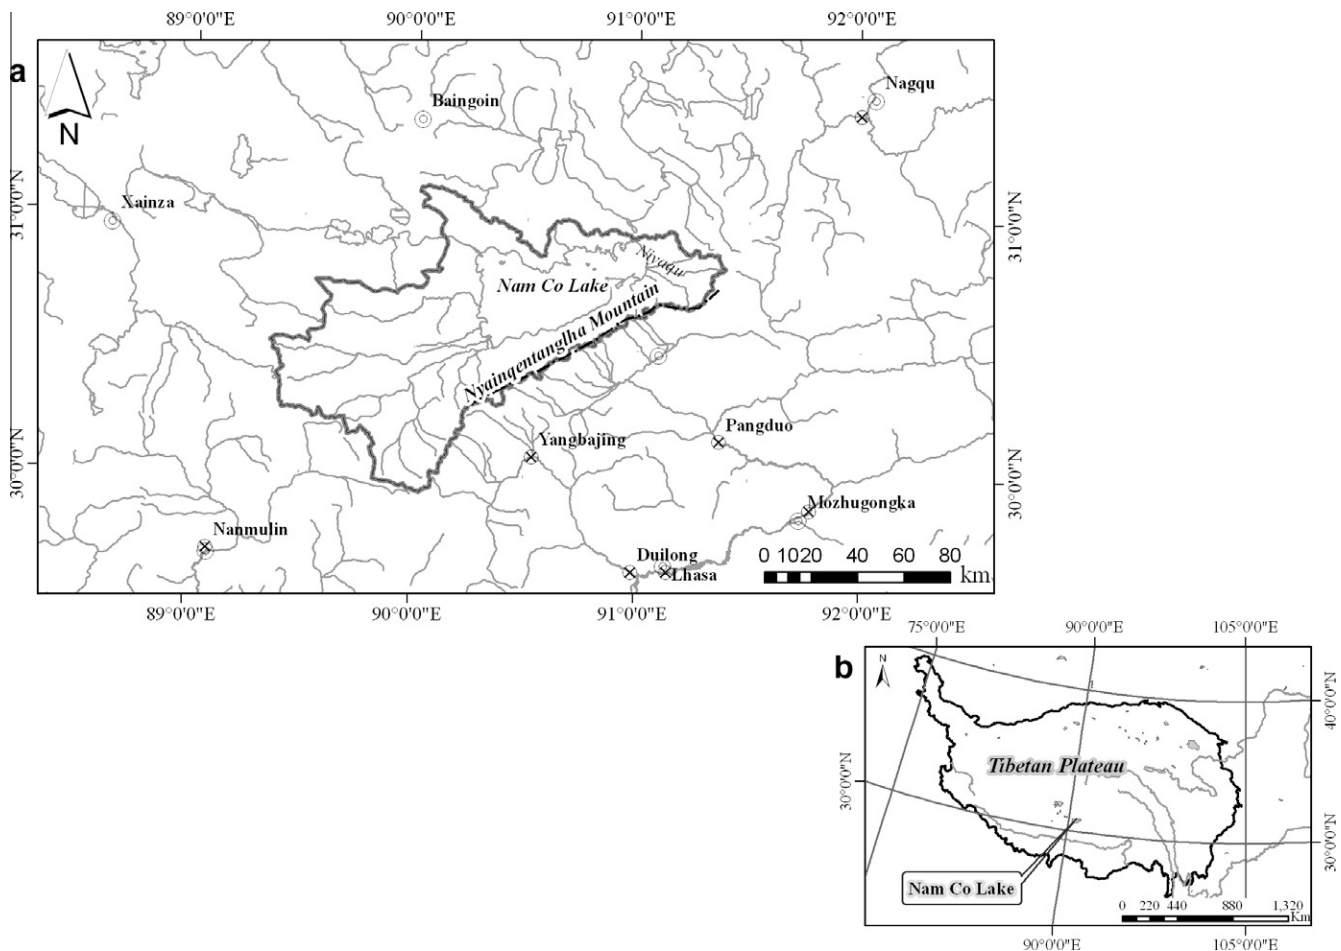 89°0'0"E 90°0'0"E 91°0'0"E 92°0'0"E
a
N
Nagqu
Baingoin
31°0'0"N
Xainza
31°0'0"N
Niyaqu
Nam Co Lake
Nyainqentanglha Mountain
Pangduo
Yangbajing
30°0'0"N
30°0'0"N
Mozhugongka
Nanmulin
Duilong
Lhasa
0 10 20 40 60 80
km
89°0'0"E 90°0'0"E 91°0'0"E 92°0'0"E
75°0'0"E 90°0'0"E 105°0'0"E
b
N
40°0'0"N
Tibetan Plateau
30°0'0"N
30°0'0"N
Nam Co Lake
0 220 440 880 1,320
Km
90°0'0"E 105°0'0"E